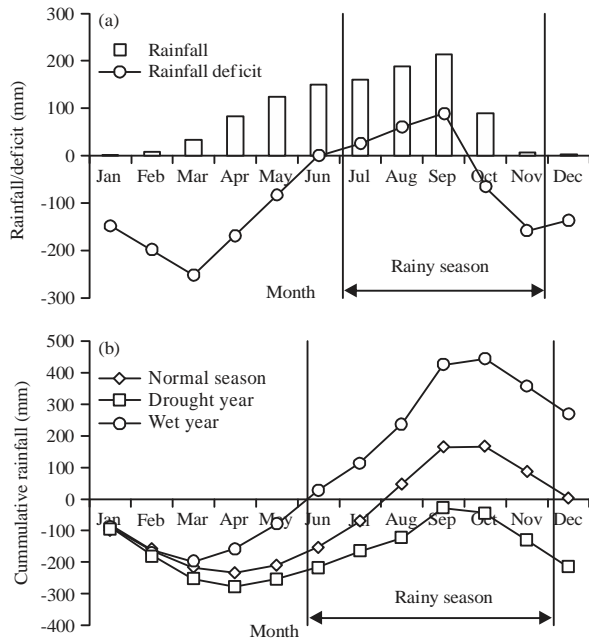 (a)
Rainfall
Rainfall deficit
300
200
100
0
-100
-200
-300
Rainfall/deficit (mm)
Jan Feb Mar Apr May Jun Jul Aug Sep Oct Nov Dec
Rainy season
Month
(b)
Normal season
Drought year
Wet year
500
400
300
200
100
0
-100
-200
-300
-400
Cummulative rainfall (mm)
Jan Feb Mar Apr May Jun Jul Aug Sep Oct Nov Dec
Rainy season
Month